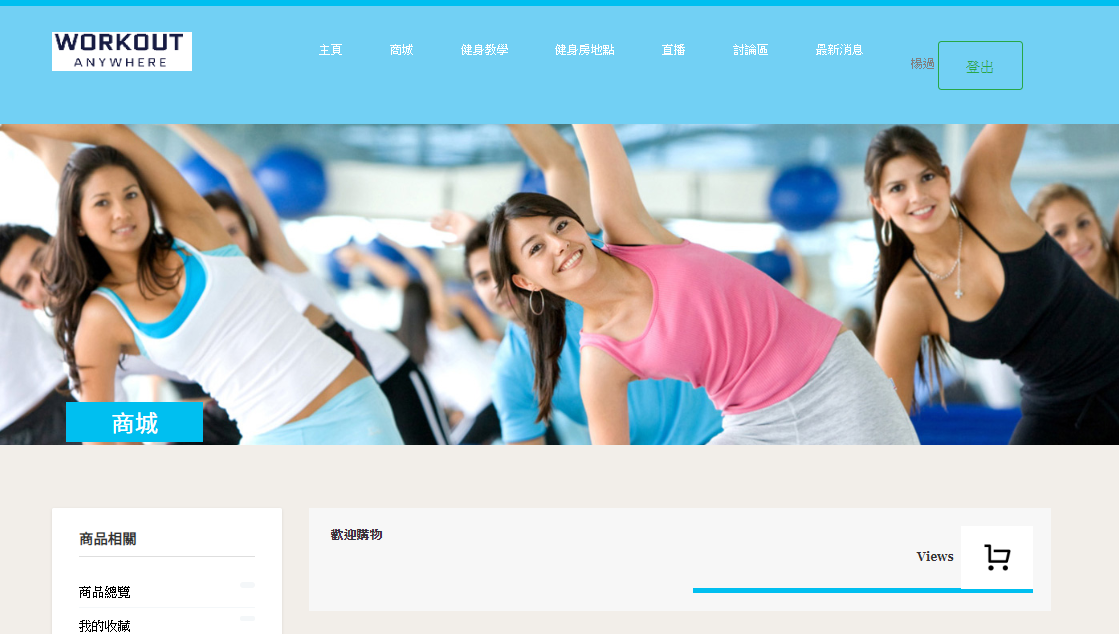 WORKOUT
ANYWHERE
主頁 商城 健身教學 健身房地點 直播 討論區 最新消息 楊過 登出
商城
商品相關
商品總覽
我的收藏
歡迎購物
Views